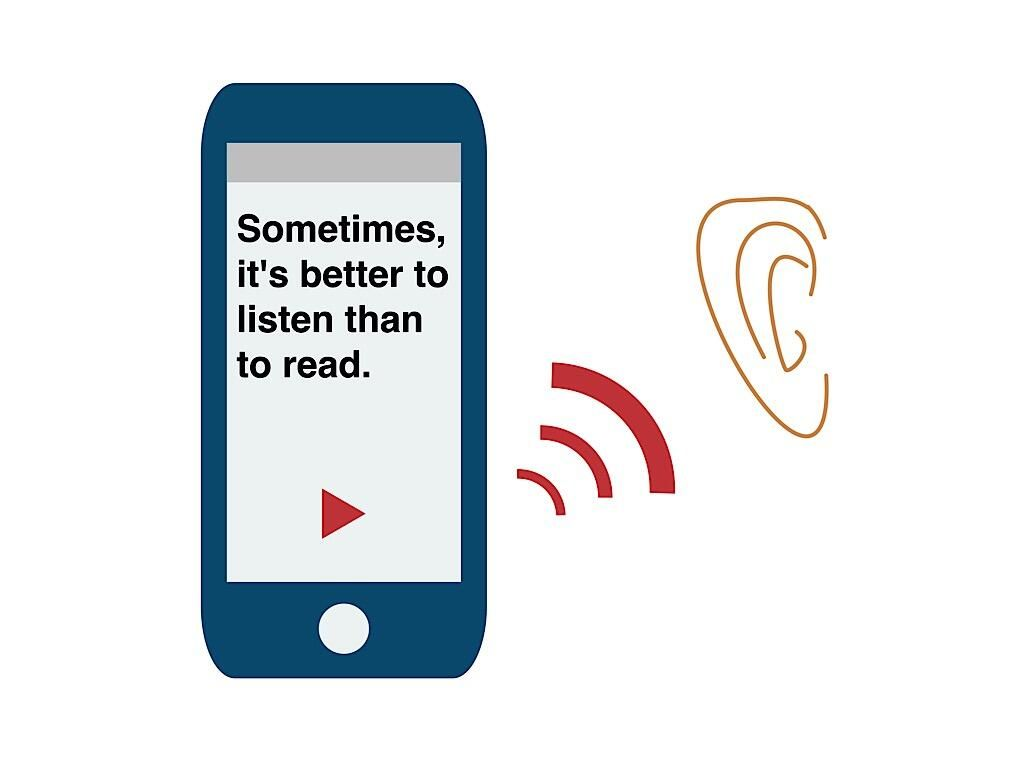 Sometimes,
it's better to
listen than
to read.